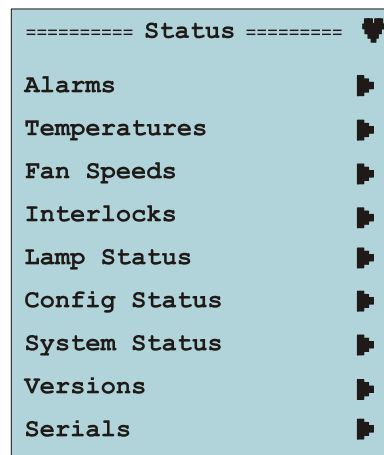 ========== Status ========= ♥
Alarms
Temperatures
Fan Speeds
Interlocks
Lamp Status
Config Status
System Status
Versions
Serials